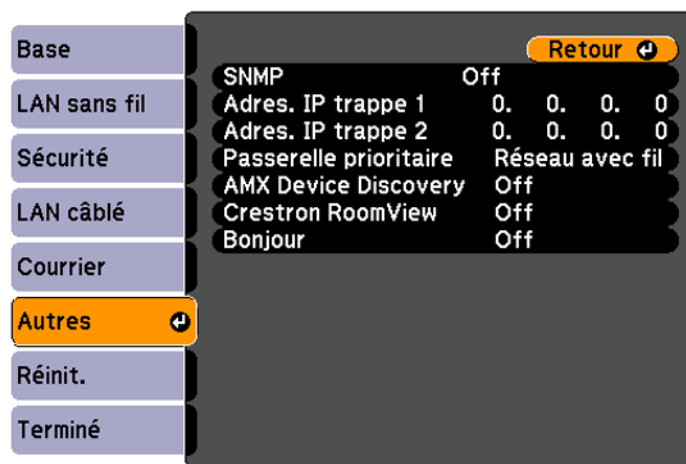 Base
LAN sans fil
Sécurité
LAN câblé
Courrier
Autres
Réinit.
Terminé
Retour
SNMP Off
Adres. IP trappe 1 0. 0. 0. 0
Adres. IP trappe 2 0. 0. 0. 0
Passerelle prioritaire Réseau avec fil
AMX Device Discovery Off
Crestron RoomView Off
Bonjour Off